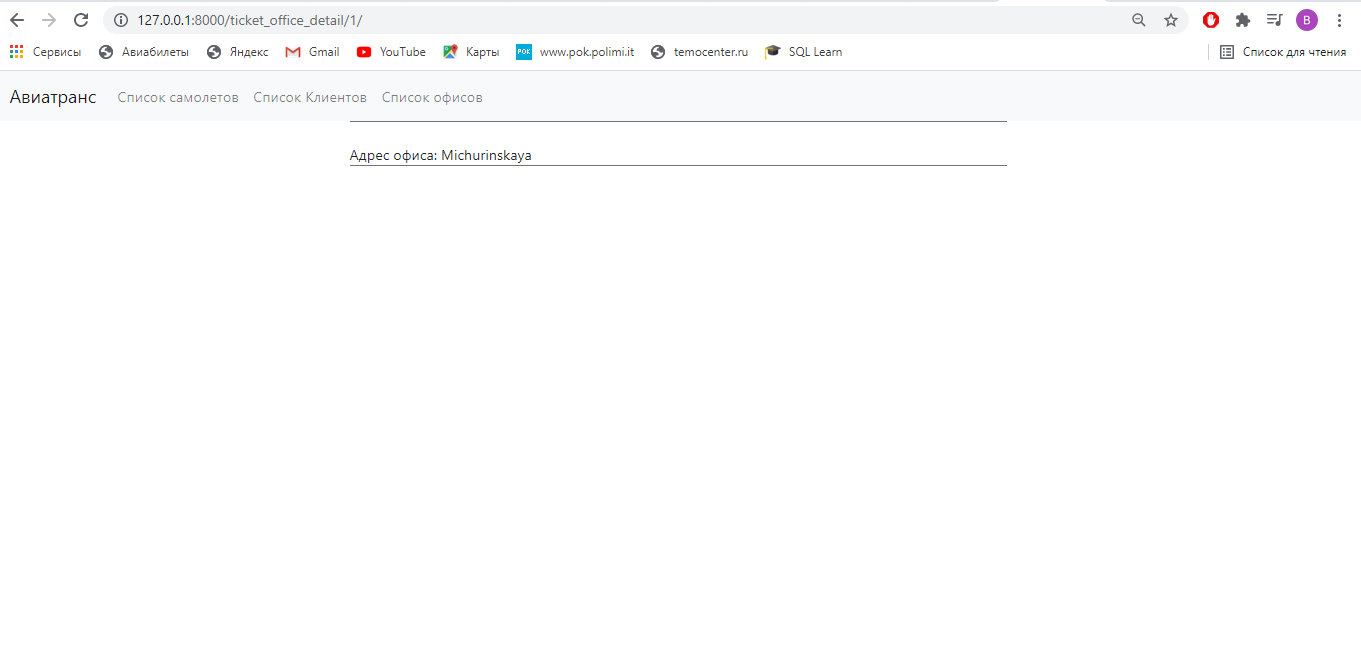 127.0.0.1:8000/ticket_office_detail/1/
B
Сервисы Авиабилеты Яндекс Gmail YouTube Карты POK www.pok.polimi.it temocenter.ru SQL Learn Список для чтения
Авиатранс Список самолетов Список Клиентов Список офисов
Адрес офиса: Michurinskaya